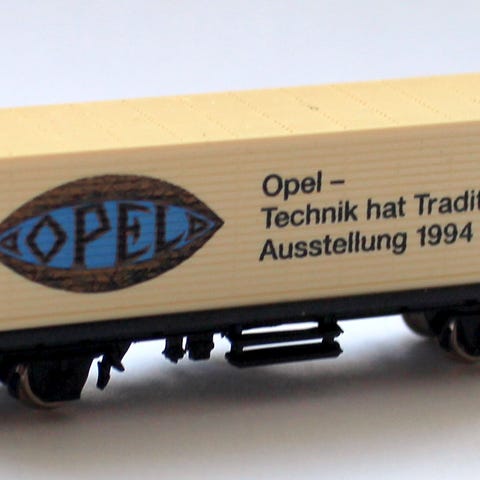 OPEL
Opel –
Technik hat Tradit
Ausstellung 1994